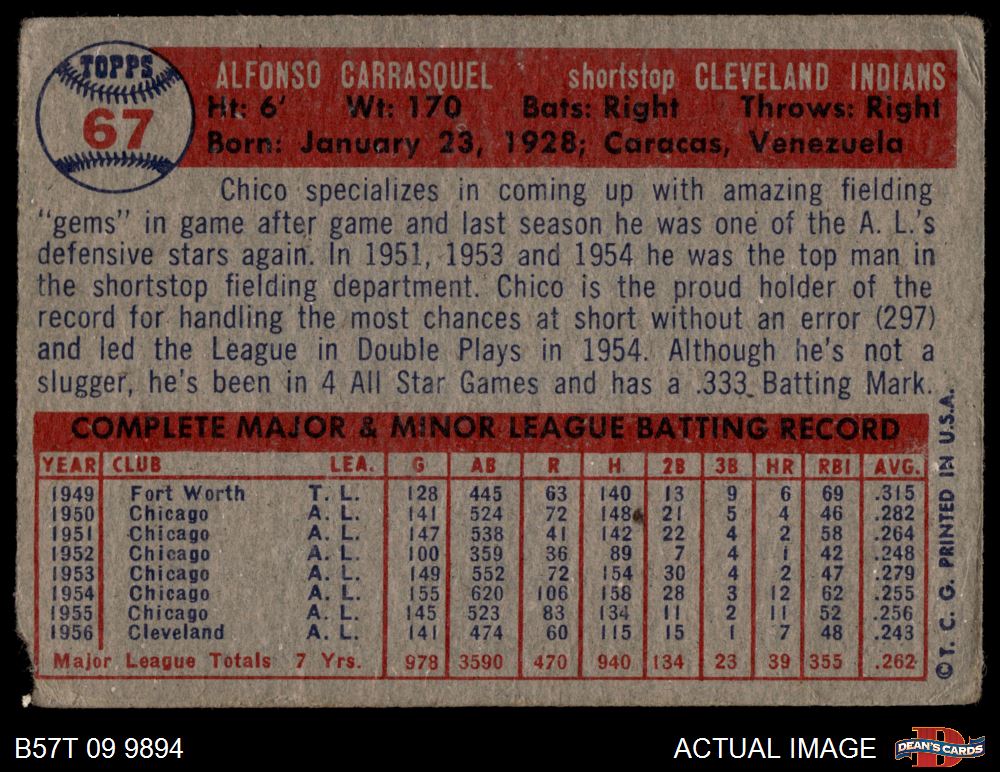 TOPPS
67
ALFONSO CARRASQUEL shortstop CLEVELAND INDIANS
Ht: 6' Wt: 170 Bats: Right Throws: Right
Born: January 23, 1928; Caracas, Venezuela
Chico specializes in coming up with amazing fielding
"gems" in game after game and last season he was one of the A. L.'s
defensive stars again. In 1951, 1953 and 1954 he was the top man in
the shortstop fielding department. Chico is the proud holder of the
record for handling the most chances at short without an error (297)
and led the League in Double Plays in 1954. Although he's not a
slugger, he's been in 4 All Star Games and has a .333 Batting Mark.
COMPLETE MAJOR & MINOR LEAGUE BATTING RECORD
YEAR CLUB LEA. G AB R H 2B 3B HR RBI AVG.
1949 Fort Worth T. L. 128 445 63 140 13 9 6 69 .315
1950 Chicago A. L. 141 524 72 148 21 5 4 46 .282
1951 Chicago A. L. 147 538 41 142 22 4 2 58 .264
1952 Chicago A. L. 100 359 36 89 7 4 1 42 .248
1953 Chicago A. L. 149 552 72 154 30 4 2 47 .279
1954 Chicago A. L. 155 620 106 158 28 3 12 62 .255
1955 Chicago A. L. 145 523 83 134 11 2 11 52 .256
1956 Cleveland A. L. 141 474 60 115 15 1 7 48 .243
Major League Totals 7 Yrs. 978 3590 470 940 134 23 39 355 .262
© T. C. G. PRINTED IN U.S.A.
B57T 09 9894
ACTUAL IMAGE
DEAN'S CARDS